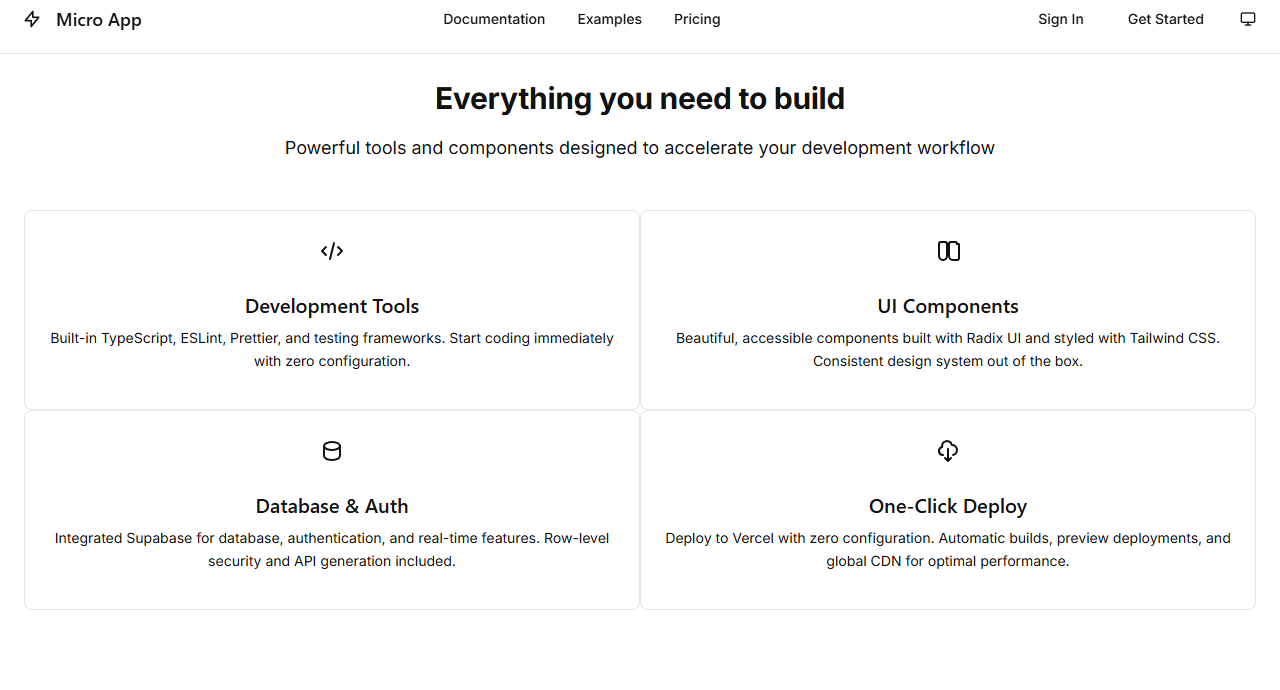 Micro App
Documentation
Examples
Pricing
Sign In
Get Started
Everything you need to build
Powerful tools and components designed to accelerate your development workflow
Development Tools
Built-in TypeScript, ESLint, Prettier, and testing frameworks. Start coding immediately
with zero configuration.
UI Components
Beautiful, accessible components built with Radix UI and styled with Tailwind CSS.
Consistent design system out of the box.
Database & Auth
Integrated Supabase for database, authentication, and real-time features. Row-level
security and API generation included.
One-Click Deploy
Deploy to Vercel with zero configuration. Automatic builds, preview deployments, and
global CDN for optimal performance.